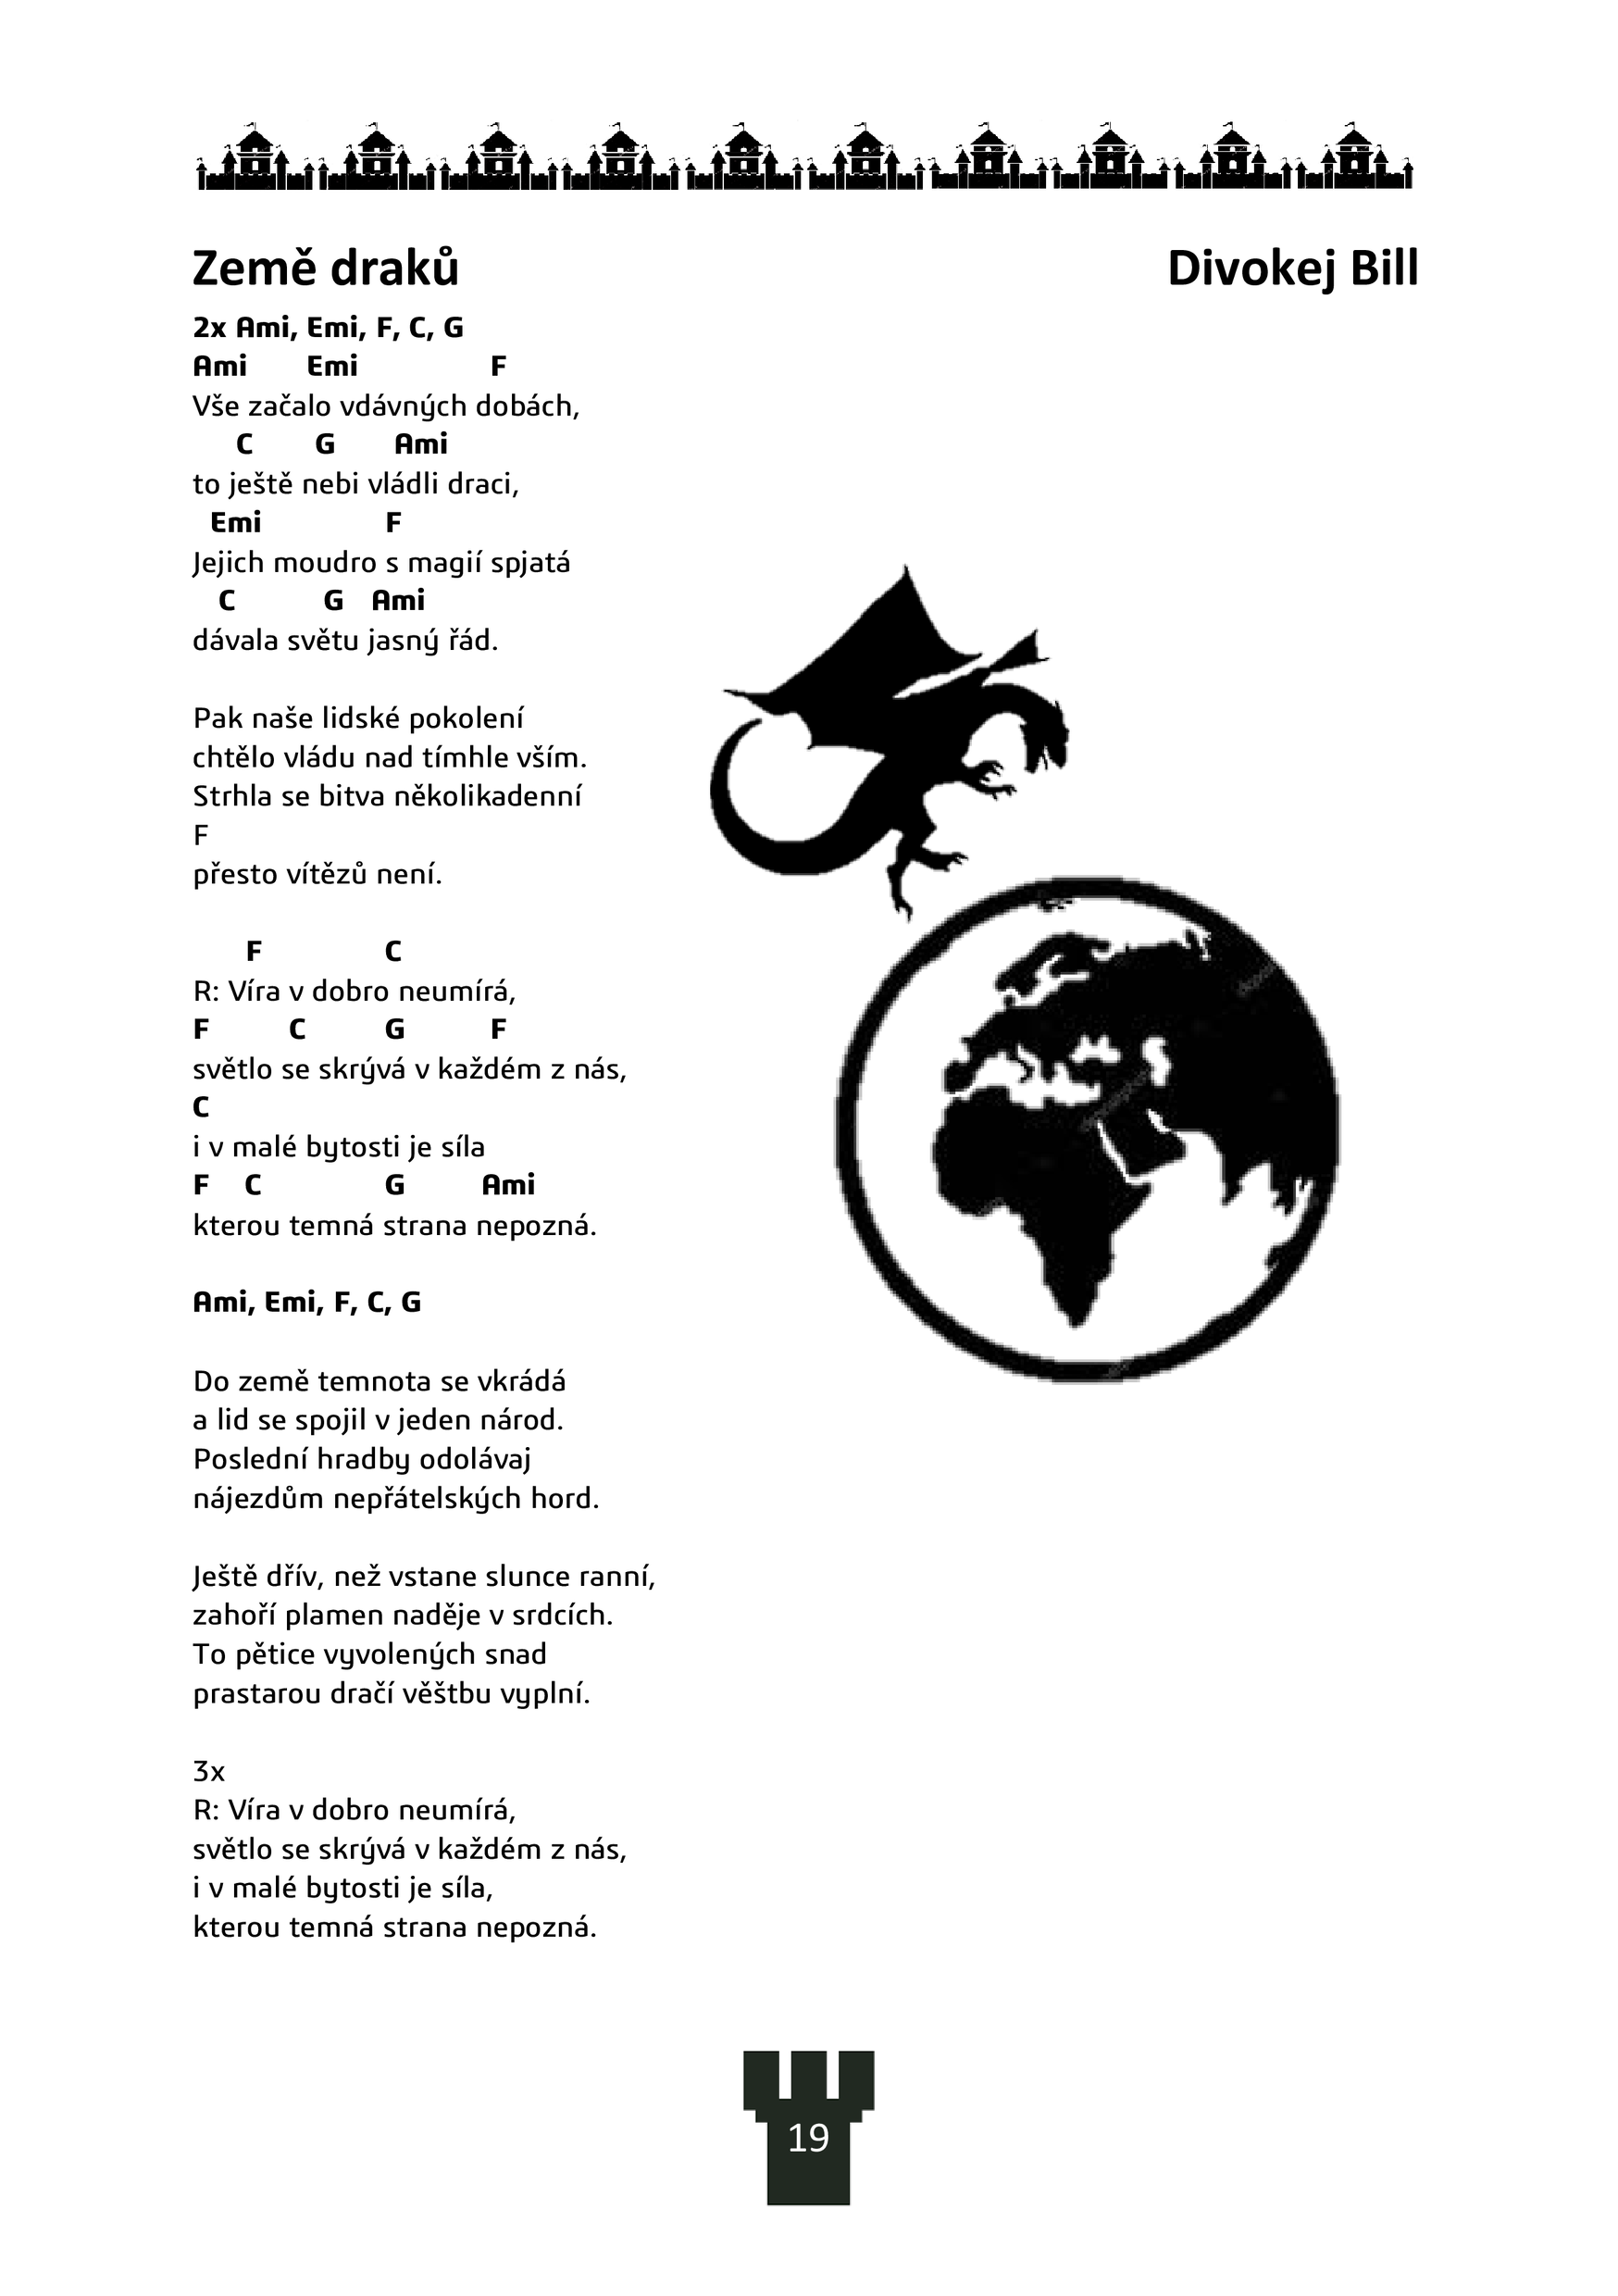 Země draků
Divokej Bill
2x Ami, Emi, F, C, G
Ami Emi F
Vše začalo vdávných dobách,
C G Ami
to ještě nebi vládli draci,
Emi F
Jejich moudro s magií spjatá
C G Ami
dávala světu jasný řád.
Pak naše lidské pokolení
chtělo vládu nad tímhle vším.
Strhla se bitva několikadenní
F
přesto vítězů není.
F C
R: Víra v dobro neumírá,
F C G F
světlo se skrývá v každém z nás,
C
i v malé bytosti je síla
F C G Ami
kterou temná strana nepozná.
Ami, Emi, F, C, G
Do země temnota se vkrádá
a lid se spojil v jeden národ.
Poslední hradby odolávaj
nájezdům nepřátelských hord.
Ještě dřív, než vstane slunce ranní,
zahoří plamen naděje v srdcích.
To pětice vyvolených snad
prastarou dračí věštbu vyplní.
3x
R: Víra v dobro neumírá,
světlo se skrývá v každém z nás,
i v malé bytosti je síla,
kterou temná strana nepozná.
19